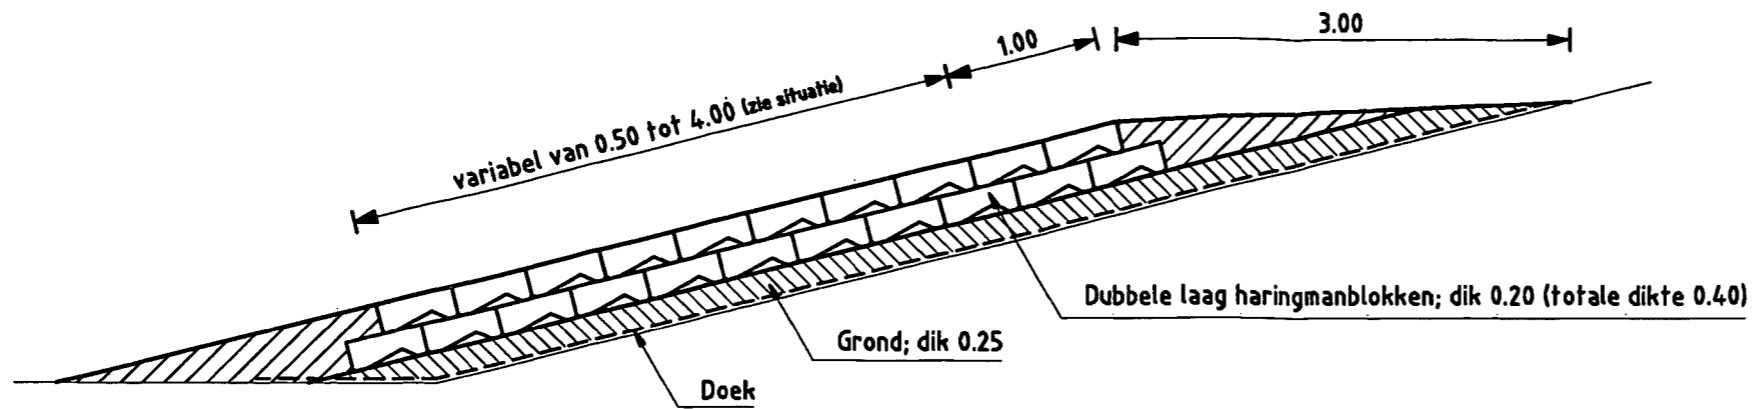 3.00
1.00
variabel van 0.50 tot 4.00 (zie situatie)
Dubbele laag haringmanblokken; dik 0.20 (totale dikte 0.40)
Grond; dik 0.25
Doek